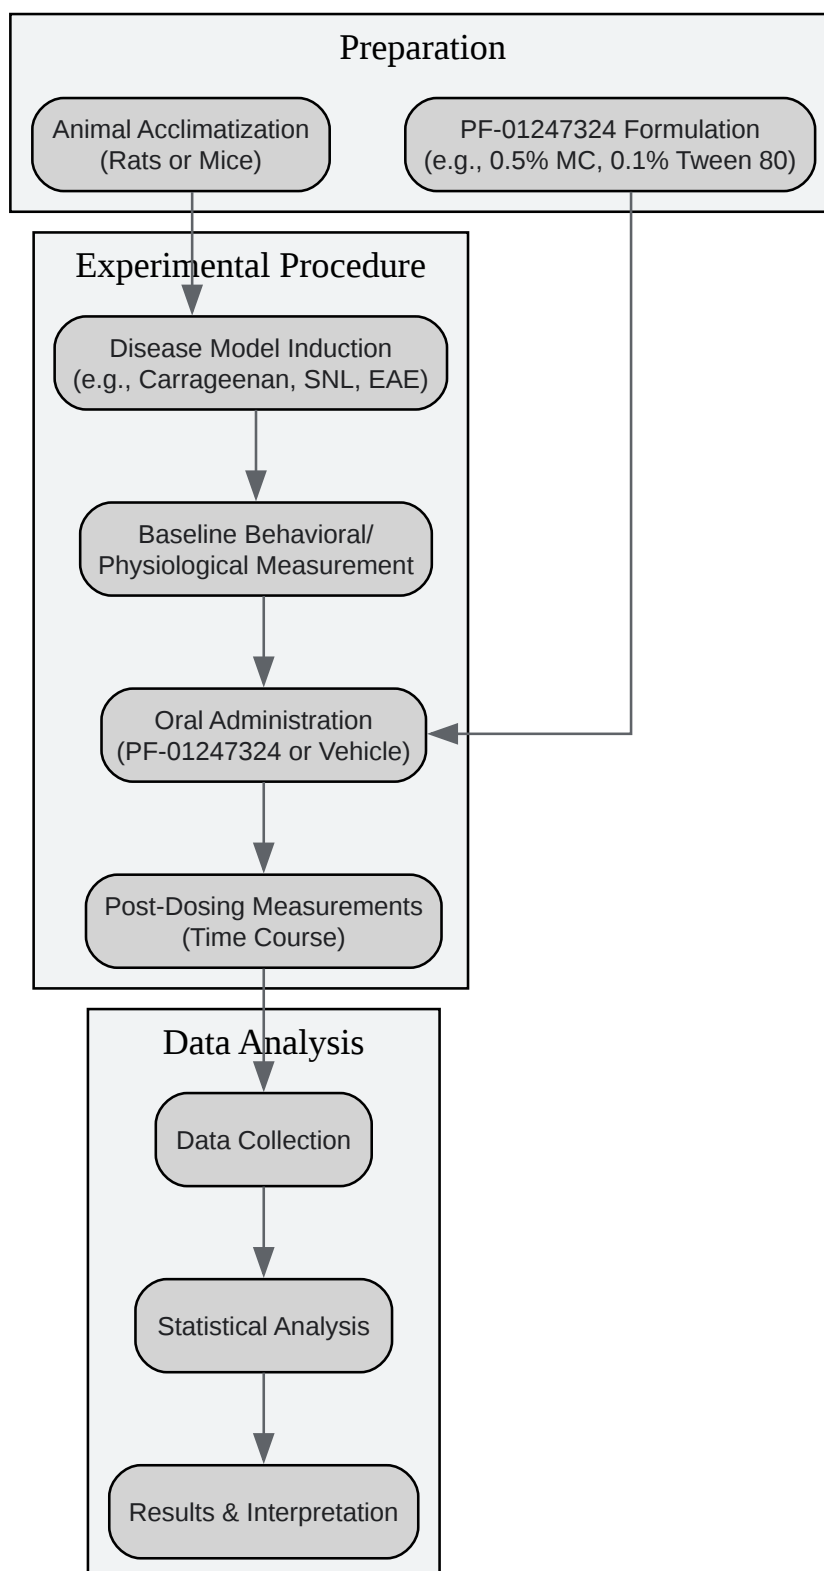 Preparation
Animal Acclimatization
(Rats or Mice)
PF-01247324 Formulation
(e.g., 0.5% MC, 0.1% Tween 80)
Experimental Procedure
Disease Model Induction
(e.g., Carrageenan, SNL, EAE)
Baseline Behavioral/
Physiological Measurement
Oral Administration
(PF-01247324 or Vehicle)
Post-Dosing Measurements
(Time Course)
Data Analysis
Data Collection
Statistical Analysis
Results & Interpretation